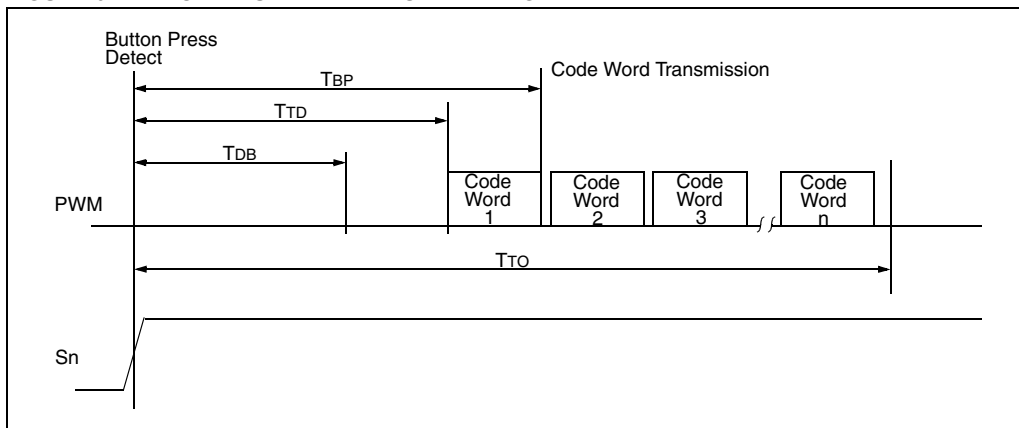 Button Press
Detect
TBP
Code Word Transmission
TTD
TDB
Code
Word
1
Code
Word
2
Code
Word
3
Code
Word
n
PWM
TTO
Sn